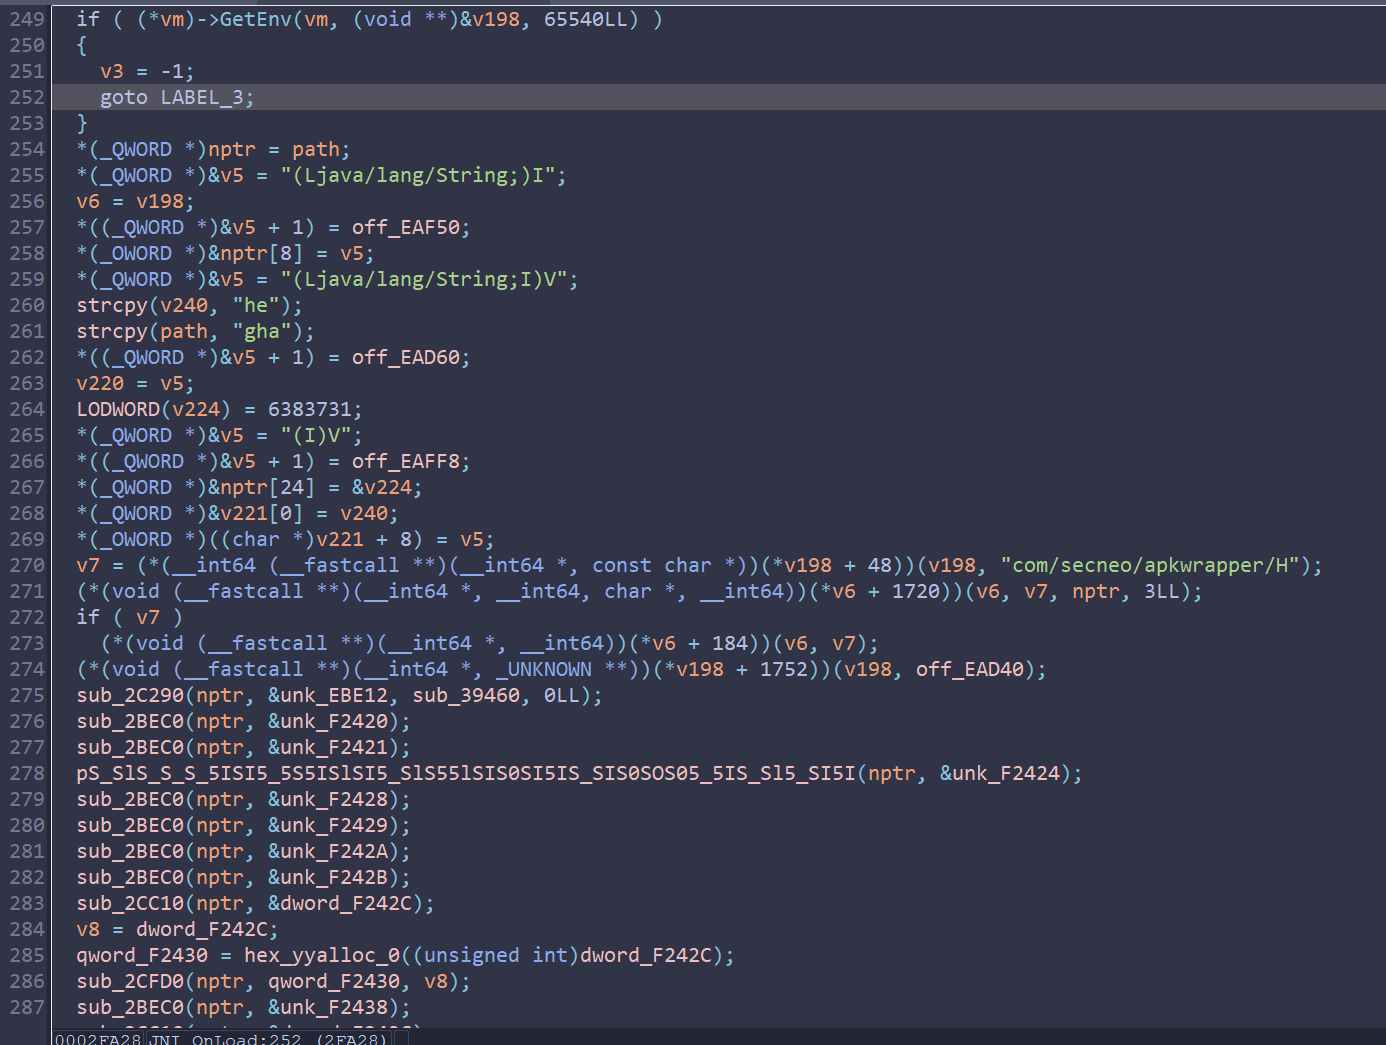 249 if ( (*vm)->GetEnv(vm, (void **)&v198, 65540LL) )
250 {
251 v3 = -1;
252 goto LABEL_3;
253 }
254 *(_QWORD *)nptr = path;
255 *(_QWORD *)&v5 = "(Ljava/lang/String;)I";
256 v6 = v198;
257 *((_QWORD *)&v5 + 1) = off_EAF50;
258 *(_OWORD *)&nptr[8] = v5;
259 *(_QWORD *)&v5 = "(Ljava/lang/String;I)V";
260 strcpy(v240, "he");
261 strcpy(path, "gha");
262 *((_QWORD *)&v5 + 1) = off_EAD60;
263 v220 = v5;
264 LODWORD(v224) = 6383731;
265 *(_QWORD *)&v5 = "(I)V";
266 *((_QWORD *)&v5 + 1) = off_EAFF8;
267 *(_QWORD *)&nptr[24] = &v224;
268 *(_QWORD *)&v221[0] = v240;
269 *(_OWORD *)((char *)v221 + 8) = v5;
270 v7 = (*(__int64 (__fastcall **)(__int64 *, const char *))(*v198 + 48))(v198, "com/secneo/apkwrapper/H");
271 (*(void (__fastcall **)(__int64 *, __int64, char *, __int64))(*v6 + 1720))(v6, v7, nptr, 3LL);
272 if ( v7 )
273 (*(void (__fastcall **)(__int64 *, __int64))(*v6 + 184))(v6, v7);
274 (*(void (__fastcall **)(__int64 *, _UNKNOWN **))(*v198 + 1752))(v198, off_EAD40);
275 sub_2C290(nptr, &unk_EBE12, sub_39460, 0LL);
276 sub_2BEC0(nptr, &unk_F2420);
277 sub_2BEC0(nptr, &unk_F2421);
278 pS_SlS_S_S_5ISI5_5S5ISlSI5_SlS55lSIS0SI5IS_SIS0SOS05_5IS_Sl5_SI5I(nptr, &unk_F2424);
279 sub_2BEC0(nptr, &unk_F2428);
280 sub_2BEC0(nptr, &unk_F2429);
281 sub_2BEC0(nptr, &unk_F242A);
282 sub_2BEC0(nptr, &unk_F242B);
283 sub_2CC10(nptr, &dword_F242C);
284 v8 = dword_F242C;
285 qword_F2430 = hex_yyalloc_0((unsigned int)dword_F242C);
286 sub_2CFD0(nptr, qword_F2430, v8);
287 sub_2BEC0(nptr, &unk_F2438);
0002FA28 JNI_OnLoad:252 (2FA28)